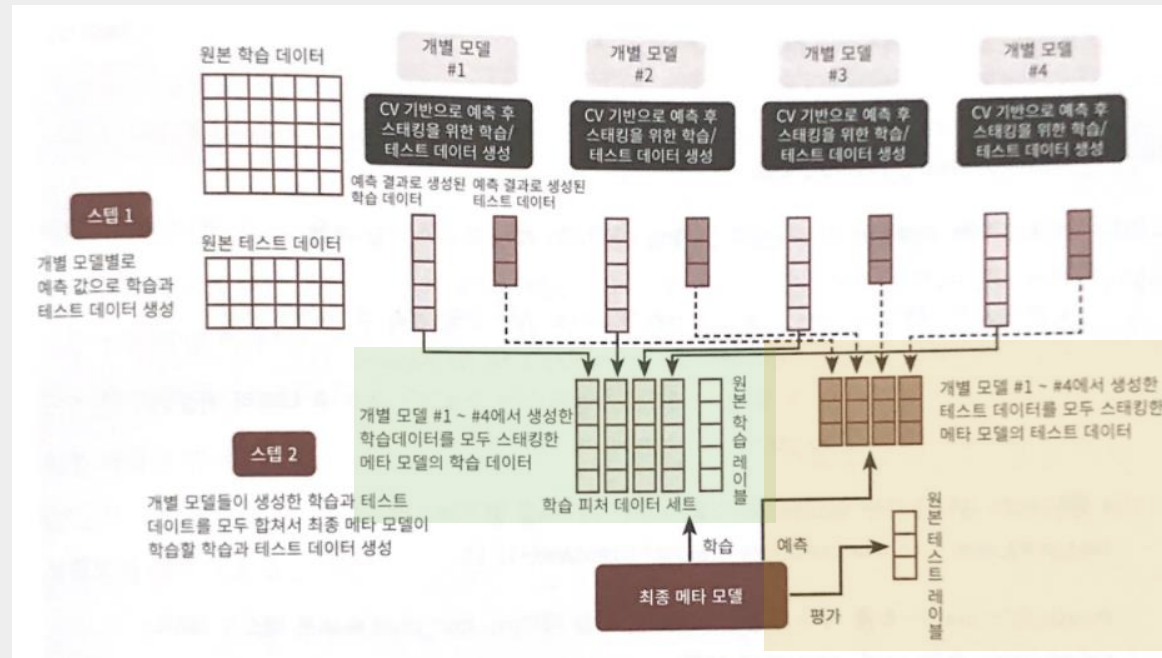 원본 학습 데이터
개별 모델
#1
개별 모델
#2
개별 모델
#3
개별 모델
#4
CV 기반으로 예측 후
스태킹을 위한 학습/
테스트 데이터 생성
CV 기반으로 예측 후
스태킹을 위한 학습/
테스트 데이터 생성
CV 기반으로 예측 후
스태킹을 위한 학습/
테스트 데이터 생성
CV 기반으로 예측 후
스태킹을 위한 학습/
테스트 데이터 생성
예측 결과로 생성된
학습 데이터
예측 결과로 생성된
테스트 데이터
스텝 1
개별 모델별로
예측 값으로 학습과
테스트 데이터 생성
원본 테스트 데이터
개별 모델 #1 ~ #4에서 생성한
학습데이터를 모두 스태킹한
메타 모델의 학습 데이터
원본 학습 레이블
학습 피처 데이터 세트
개별 모델 #1 ~ #4에서 생성한
테스트 데이터를 모두 스태킹한
메타 모델의 테스트 데이터
스텝 2
개별 모델들이 생성한 학습과 테스트
데이트를 모두 합쳐서 최종 메타 모델이
학습할 학습과 테스트 데이터 생성
학습
예측
최종 메타 모델
평가
원본 테스트 레이블